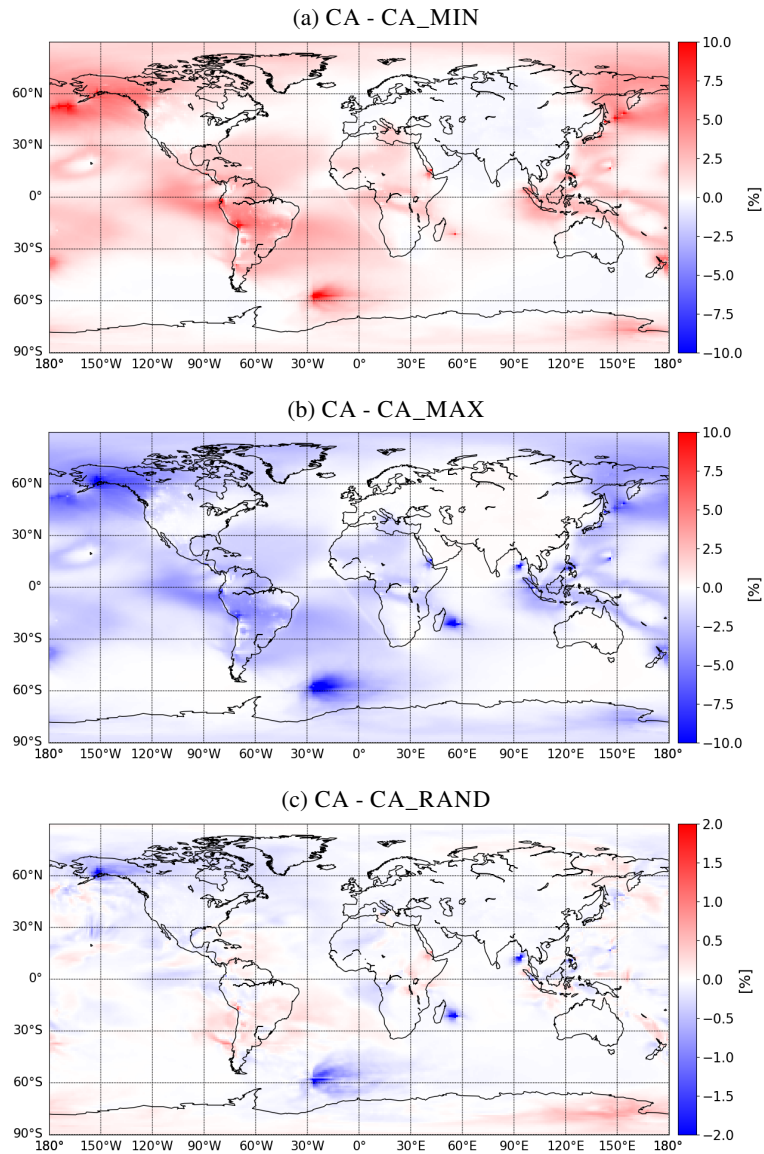 (a) CA - CA_MIN
10.0
7.5
5.0
2.5
0.0
−2.5
−5.0
−7.5
−10.0
[%]
60°N
30°N
0°
30°S
60°S
90°S
180° 150°W 120°W 90°W 60°W 30°W 0° 30°E 60°E 90°E 120°E 150°E 180°
(b) CA - CA_MAX
10.0
7.5
5.0
2.5
0.0
−2.5
−5.0
−7.5
−10.0
[%]
60°N
30°N
0°
30°S
60°S
90°S
180° 150°W 120°W 90°W 60°W 30°W 0° 30°E 60°E 90°E 120°E 150°E 180°
(c) CA - CA_RAND
2.0
1.5
1.0
0.5
0.0
−0.5
−1.0
−1.5
−2.0
[%]
60°N
30°N
0°
30°S
60°S
90°S
180° 150°W 120°W 90°W 60°W 30°W 0° 30°E 60°E 90°E 120°E 150°E 180°